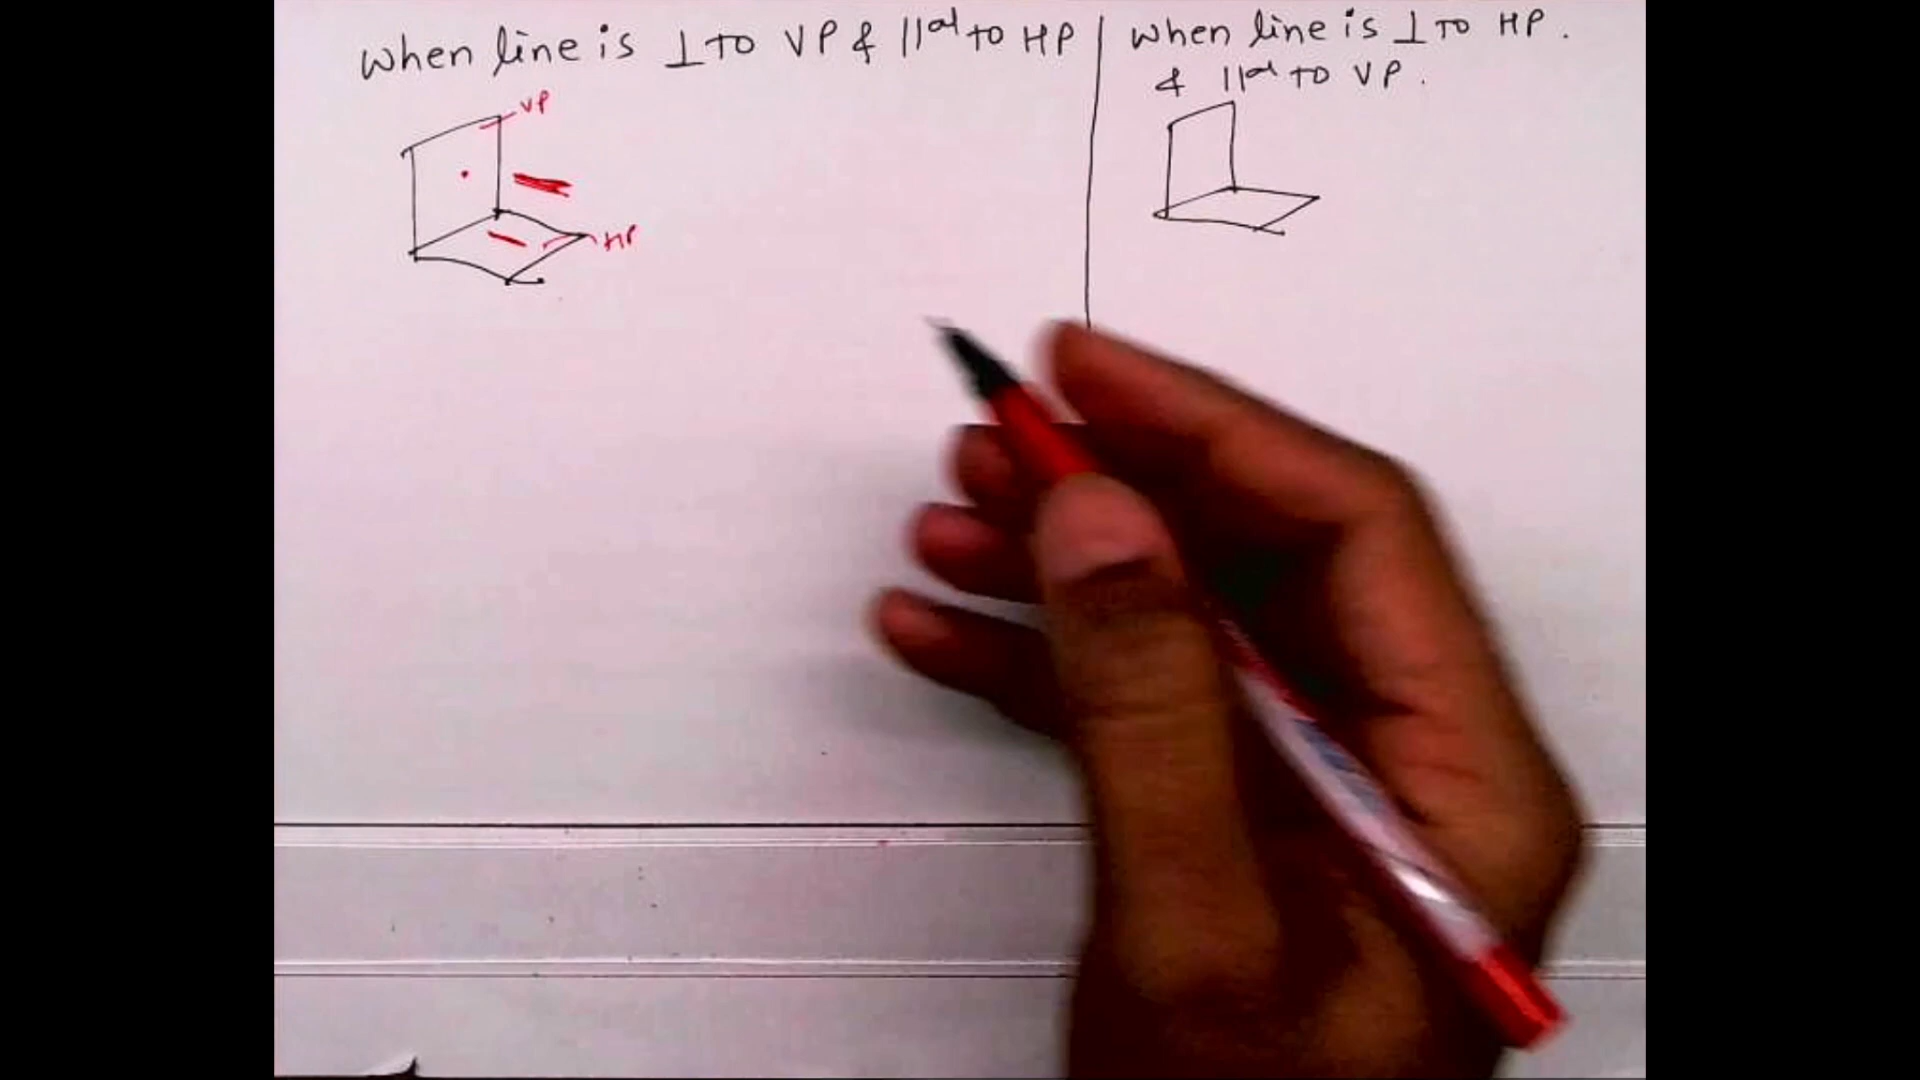 When line is ⊥ TO VP & ||al to HP
VP
HP
When line is ⊥ TO HP.
& ||al TO VP.